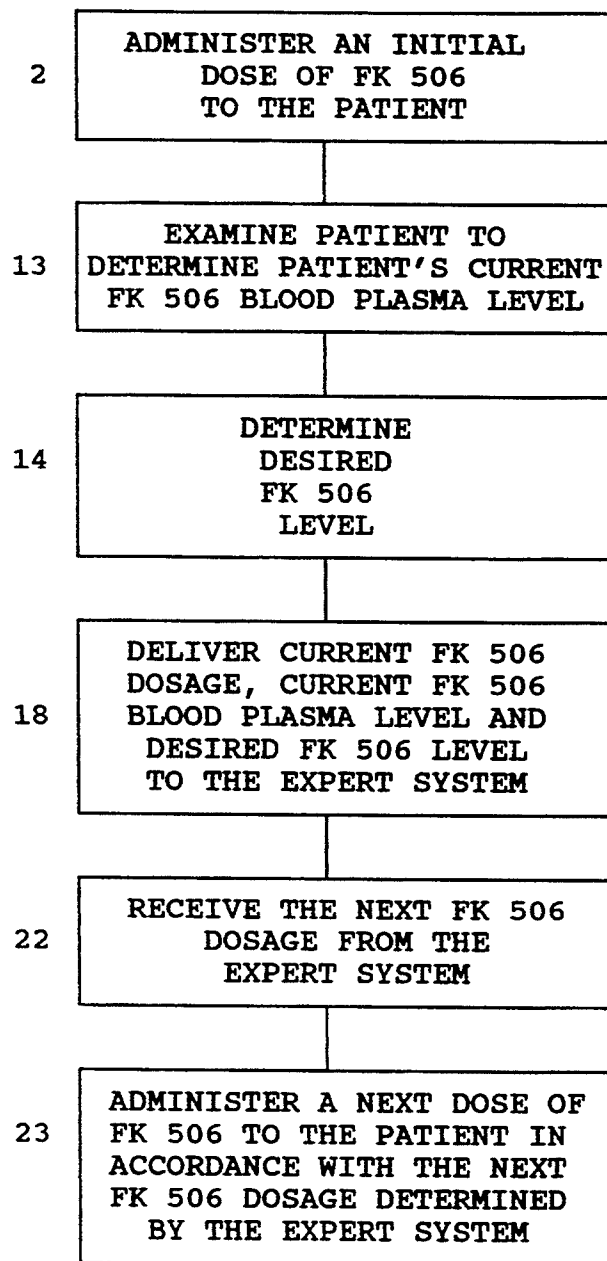 ADMINISTER AN INITIAL
2
DOSE OF FK 506
TO THE PATIENT
EXAMINE PATIENT TO
13
DETERMINE PATIENT'S CURRENT
FK 506 BLOOD PLASMA LEVEL
DETERMINE
14
DESIRED
FK 506
LEVEL
DELIVER CURRENT FK 506
DOSAGE, CURRENT FK 506
18
BLOOD PLASMA LEVEL AND
DESIRED FK 506 LEVEL
TO THE EXPERT SYSTEM
RECEIVE THE NEXT FK 506
22
DOSAGE FROM THE
EXPERT SYSTEM
ADMINISTER A NEXT DOSE OF
23
FK 506 TO THE PATIENT IN
ACCORDANCE WITH THE NEXT
FK 506 DOSAGE DETERMINED
BY THE EXPERT SYSTEM